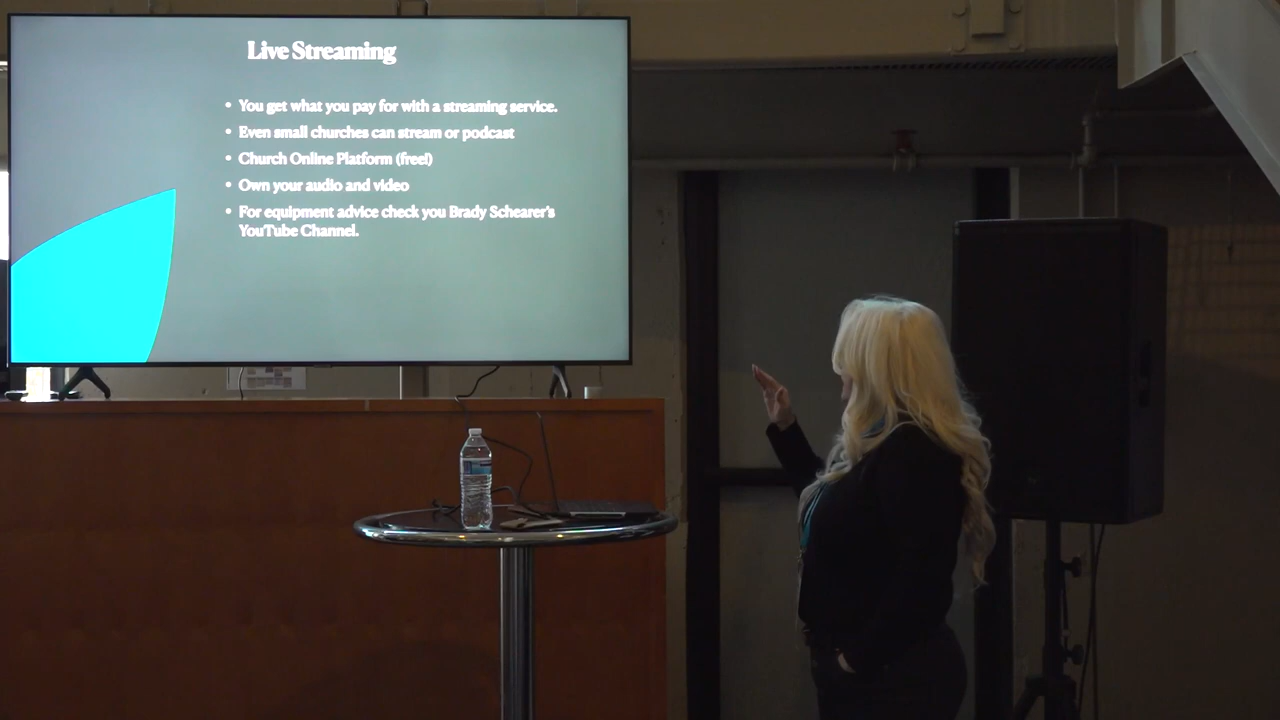 Live Streaming
• You get what you pay for with a streaming service.
• Even small churches can stream or podcast
• Church Online Platform (free!)
• Own your audio and video
• For equipment advice check you Brady Schearer's
YouTube Channel.